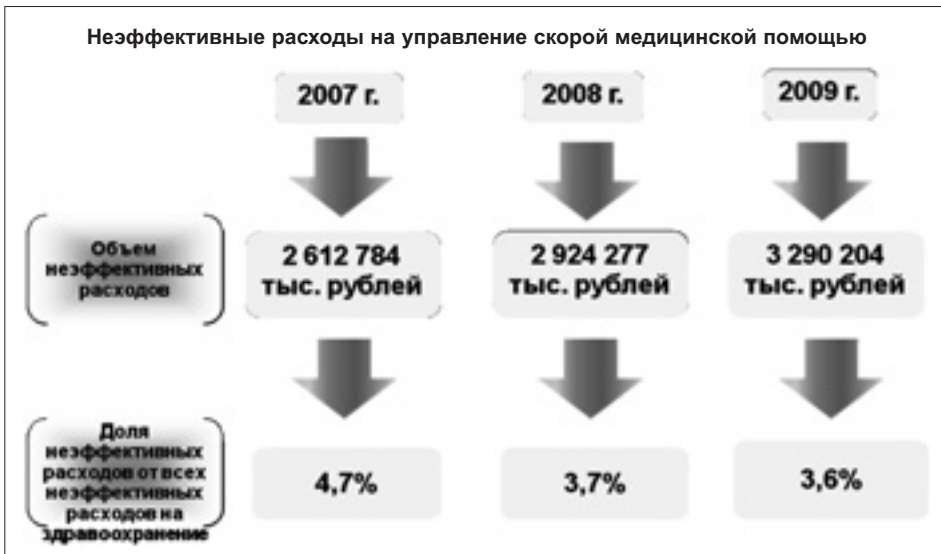 Неэффективные расходы на управление скорой медицинской помощью
2007 г.
2008 г.
2009 г.
Объем
неэффективных
расходов
2 612 784
тыс. рублей
2 924 277
тыс. рублей
3 290 204
тыс. рублей
Доля
неэффективных
расходов от всех
неэффективных
расходов на
здравоохранение
4,7%
3,7%
3,6%